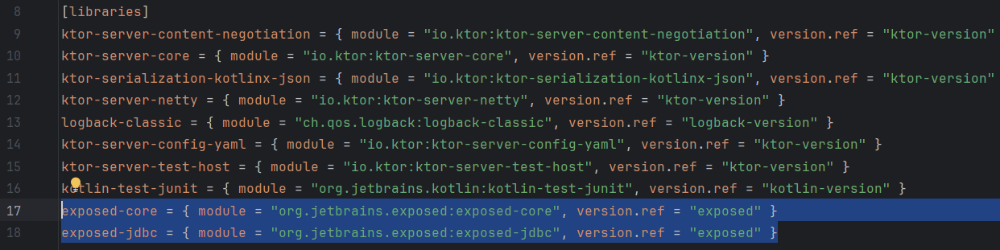 8 [libraries]
9 ktor-server-content-negotiation = { module = "io.ktor:ktor-server-content-negotiation", version.ref = "ktor-version"
10 ktor-server-core = { module = "io.ktor:ktor-server-core", version.ref = "ktor-version" }
11 ktor-serialization-kotlinx-json = { module = "io.ktor:ktor-serialization-kotlinx-json", version.ref = "ktor-version"
12 ktor-server-netty = { module = "io.ktor:ktor-server-netty", version.ref = "ktor-version" }
13 logback-classic = { module = "ch.qos.logback:logback-classic", version.ref = "logback-version" }
14 ktor-server-config-yaml = { module = "io.ktor:ktor-server-config-yaml", version.ref = "ktor-version" }
15 ktor-server-test-host = { module = "io.ktor:ktor-server-test-host", version.ref = "ktor-version" }
16 kotlin-test-junit = { module = "org.jetbrains.kotlin:kotlin-test-junit", version.ref = "kotlin-version" }
17 exposed-core = { module = "org.jetbrains.exposed:exposed-core", version.ref = "exposed" }
18 exposed-jdbc = { module = "org.jetbrains.exposed:exposed-jdbc", version.ref = "exposed" }